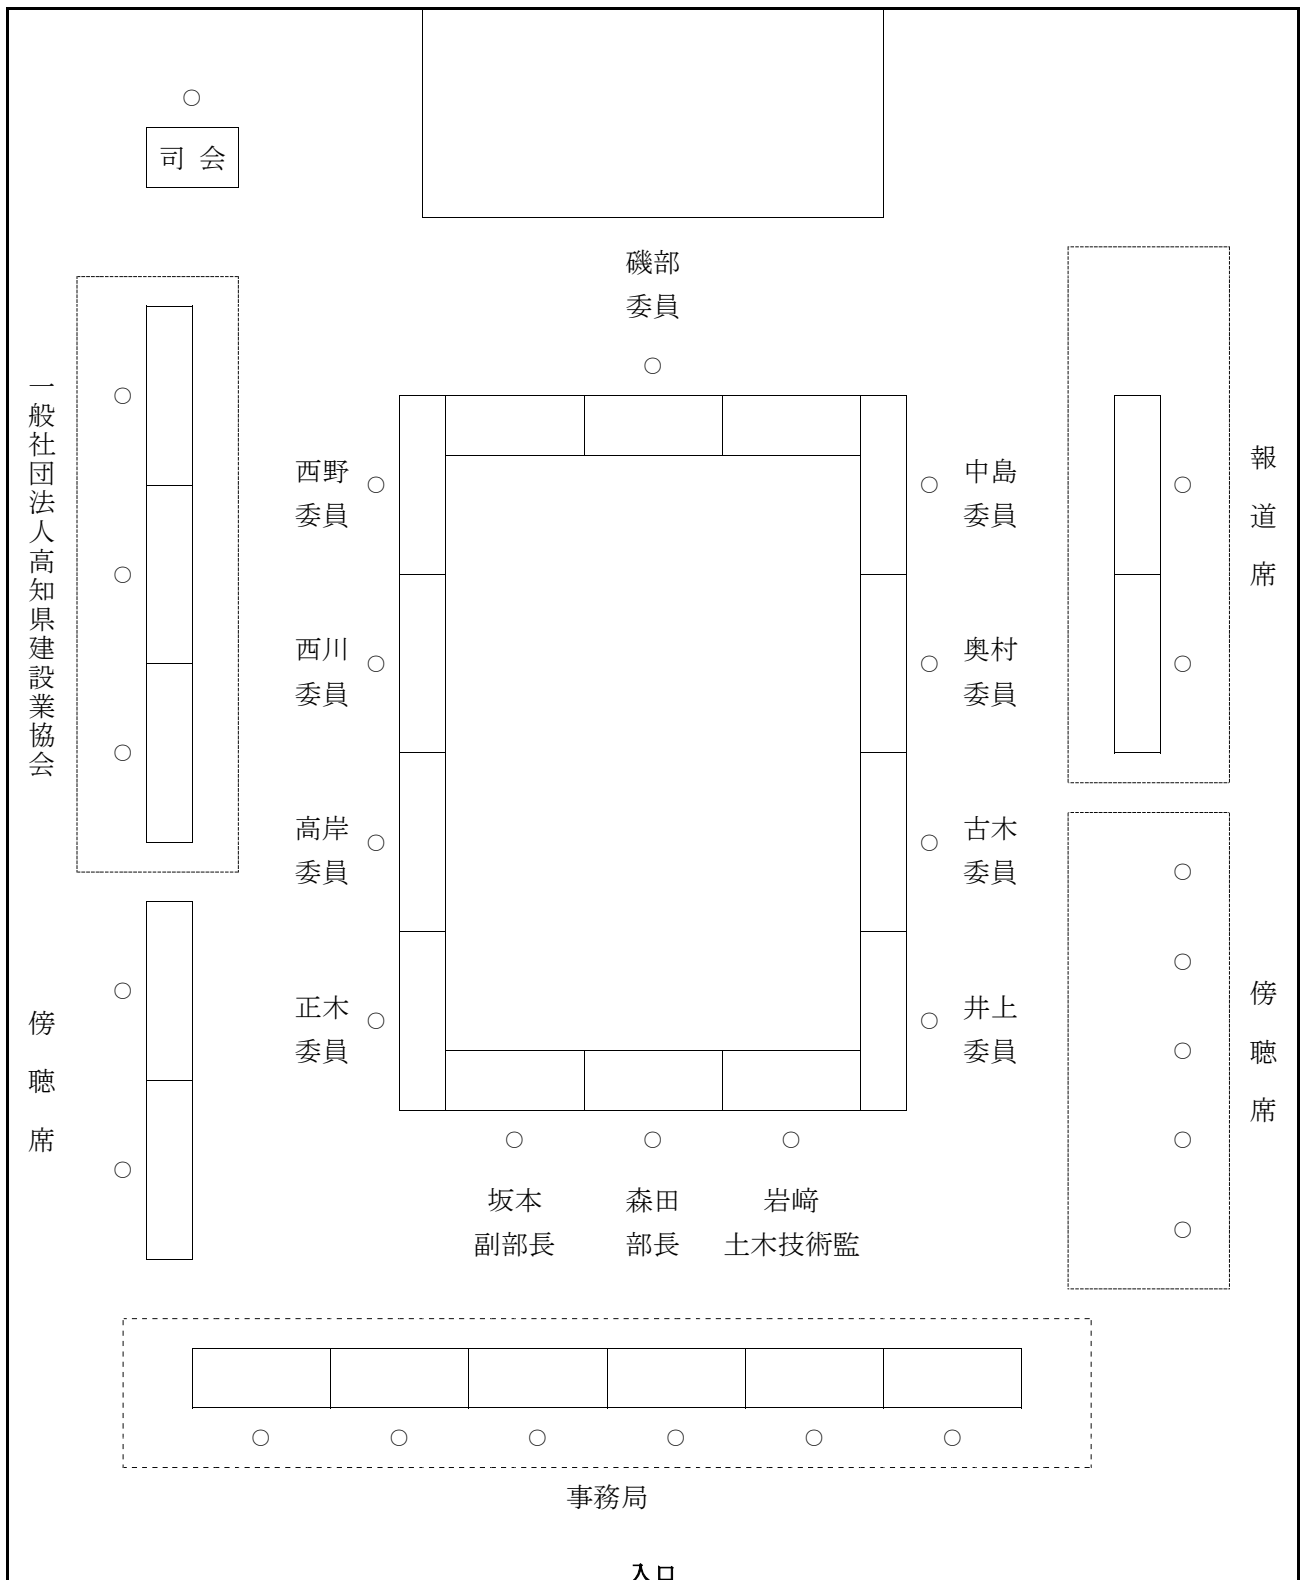 司 会
磯部
委員
一般社団法人高知県建設業協会
西野
委員
中島
委員
報道席
西川
委員
奥村
委員
高岸
委員
古木
委員
正木
委員
井上
委員
傍聴席
傍聴席
坂本
副部長
森田
部長
岩﨑
土木技術監
事務局
入口